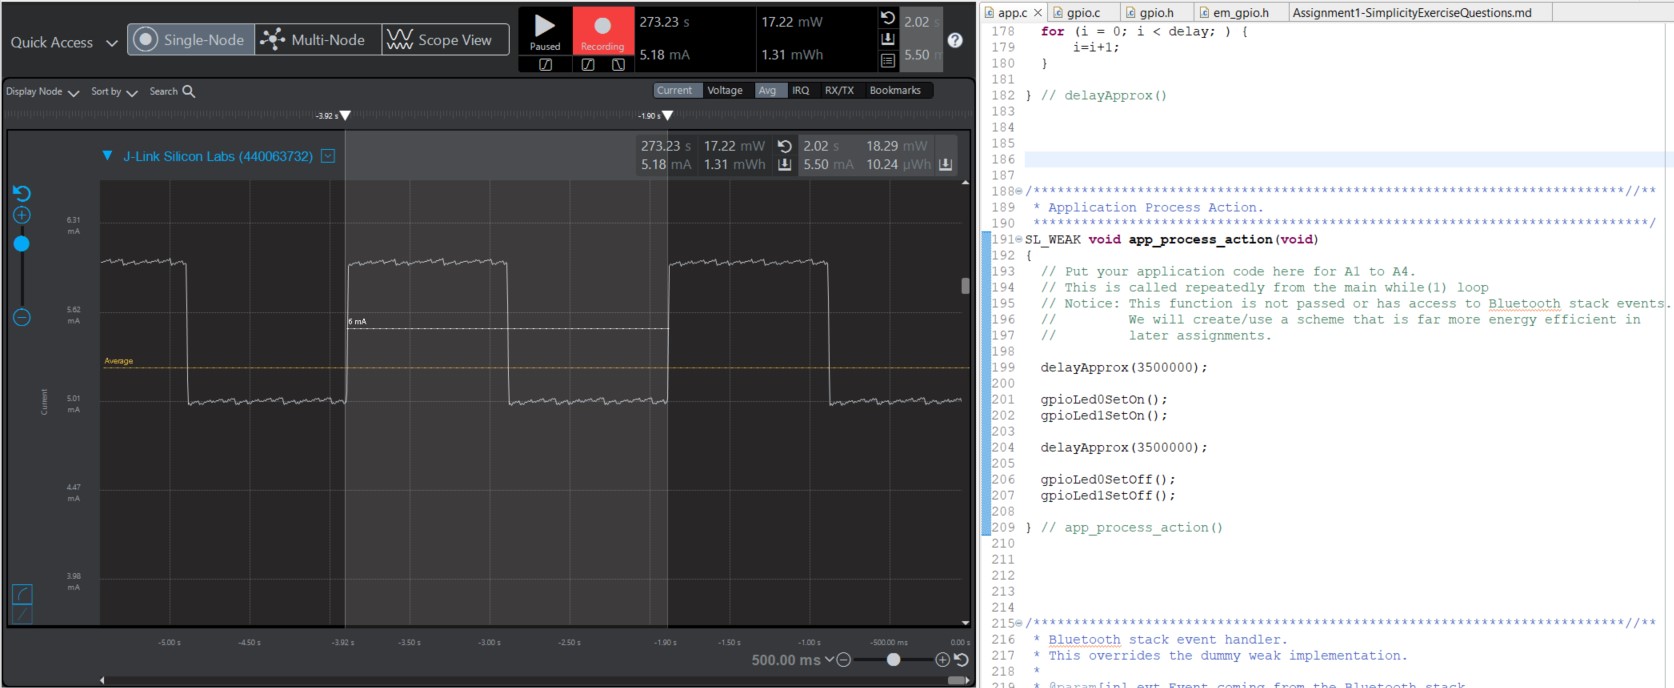 Quick Access
Single-Node
Multi-Node
Scope View
Paused
Recording
273.23 s
5.18 mA
17.22 mW
1.31 mWh
2.02
5.50
Display Node
Sort by
Search
Current Voltage Avg IRQ RX/TX Bookmarks
-3.92 s
-1.90 s
J-Link Silicon Labs (440063732)
273.23 s 17.22 mW 2.02 s 18.29 mW
5.18 mA 1.31 mWh 5.50 mA 10.24 µWh
6.31
mA
5.62
mA
6 mA
Average
5.01
mA
Current
4.47
mA
3.98
mA
-5.00 s -4.50 s -3.92 s -3.50 s -3.00 s -2.50 s -1.90 s -1.50 s -1.00 s -500.00 ms 0.00 s
500.00 ms
app.c gpio.c gpio.h em_gpio.h Assignment1-SimplicityExerciseQuestions.md
178 for (i = 0; i < delay; ) {
179 i=i+1;
180 }
181
182 } // delayApprox()
183
184
185
186
187
188 /*************************************************************************//**
189 * Application Process Action.
190 ****************************************************************************/
191 SL_WEAK void app_process_action(void)
192 {
193 // Put your application code here for A1 to A4.
194 // This is called repeatedly from the main while(1) loop
195 // Notice: This function is not passed or has access to Bluetooth stack events.
196 // We will create/use a scheme that is far more energy efficient in
197 // later assignments.
198
199 delayApprox(3500000);
200
201 gpioLed0SetOn();
202 gpioLed1SetOn();
203
204 delayApprox(3500000);
205
206 gpioLed0SetOff();
207 gpioLed1SetOff();
208
209 } // app_process_action()
210
211
212
213
214
215 /*************************************************************************//**
216 * Bluetooth stack event handler.
217 * This overrides the dummy weak implementation.
218 *
219 * @param[in] evt Event coming from the Bluetooth stack